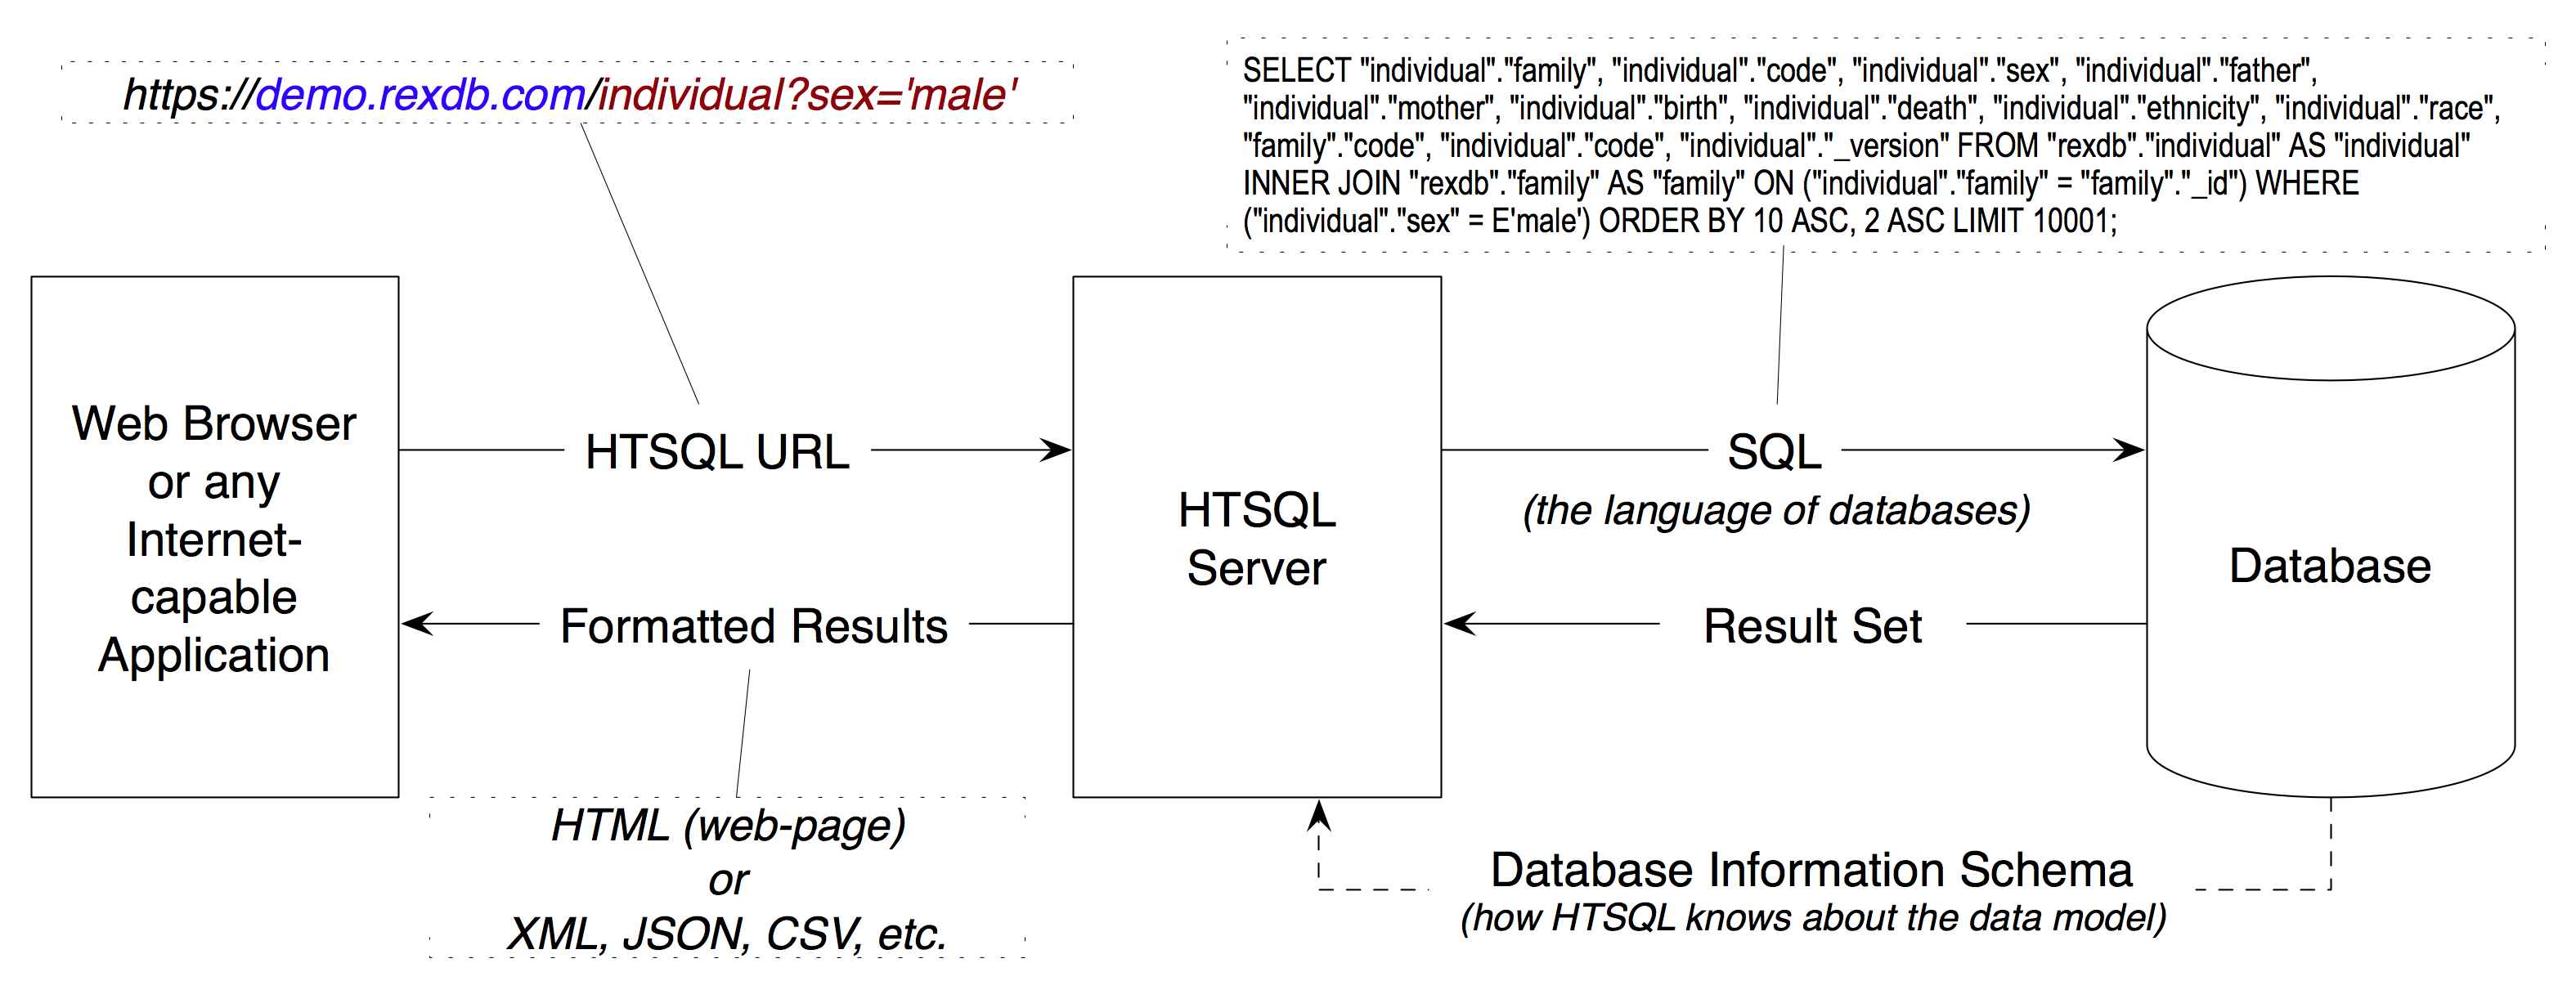 https://demo.rexdb.com/individual?sex='male'
SELECT "individual"."family", "individual"."code", "individual"."sex", "individual"."father",
"individual"."mother", "individual"."birth", "individual"."death", "individual"."ethnicity", "individual"."race",
"family"."code", "individual"."code", "individual"."_version" FROM "rexdb"."individual" AS "individual"
INNER JOIN "rexdb"."family" AS "family" ON ("individual"."family" = "family"."_id") WHERE
("individual"."sex" = E'male') ORDER BY 10 ASC, 2 ASC LIMIT 10001;
Web Browser
or any
Internet-
capable
Application
HTSQL URL
Formatted Results
HTML (web-page)
or
XML, JSON, CSV, etc.
HTSQL
Server
SQL
(the language of databases)
Result Set
Database
Database Information Schema
(how HTSQL knows about the data model)